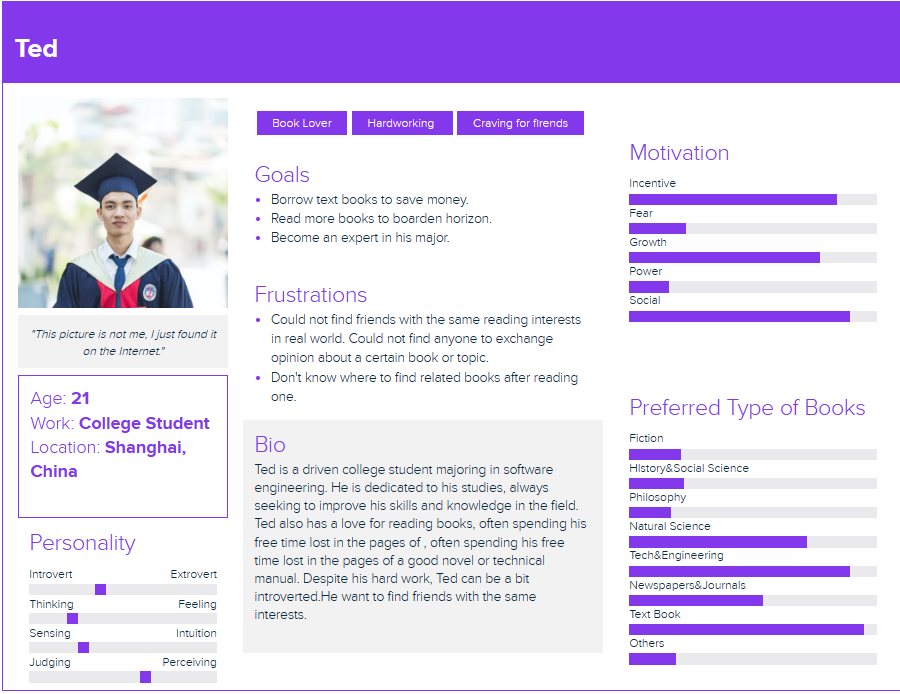 Ted
"This picture is not me, I just found it
on the Internet."
Age: 21
Work: College Student
Location: Shanghai,
China
Personality
Introvert Extrovert
Thinking Feeling
Sensing Intuition
Judging Perceiving
Book Lover Hardworking Craving for firends
Goals
Borrow text books to save money.
Read more books to boarden horizon.
Become an expert in his major.
Frustrations
Could not find friends with the same reading interests
in real world. Could not find anyone to exchange
opinion about a certain book or topic.
Don't know where to find related books after reading
one.
Bio
Ted is a driven college student majoring in software
engineering. He is dedicated to his studies, always
seeking to improve his skills and knowledge in the field.
Ted also has a love for reading books, often spending his
free time lost in the pages of , often spending his free
time lost in the pages of a good novel or technical
manual. Despite his hard work, Ted can be a bit
introverted.He want to find friends with the same
interests.
Motivation
Incentive
Fear
Growth
Power
Social
Preferred Type of Books
Fiction
HIstory&Social Science
Philosophy
Natural Science
Tech&Engineering
Newspapers&Journals
Text Book
Others